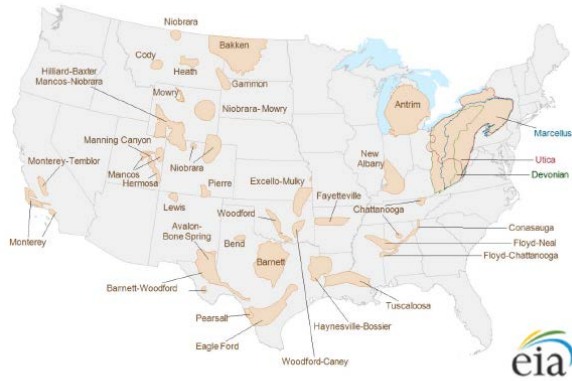 Niobrara
Bakken
Cody
Heath
Hilliard-Baxter
Mancos-Niobrara
Gammon
Mowry
Niobrara-Mowry
Antrim
Manning Canyon
Marcellus
Monterey-Temblor
Mancos
Hermosa
Niobrara
New
Albany
Utica
Devonian
Excello-Mulky
Pierre
Fayetteville
Chattanooga
Lewis
Woodford
Avalon-
Bone Spring
Bend
Conasauga
Floyd-Neal
Floyd-Chattanooga
Monterey
Barnett
Barnett-Woodford
Tuscaloosa
Pearsall
Haynesville-Bossier
Eagle Ford
Woodford-Caney
eia